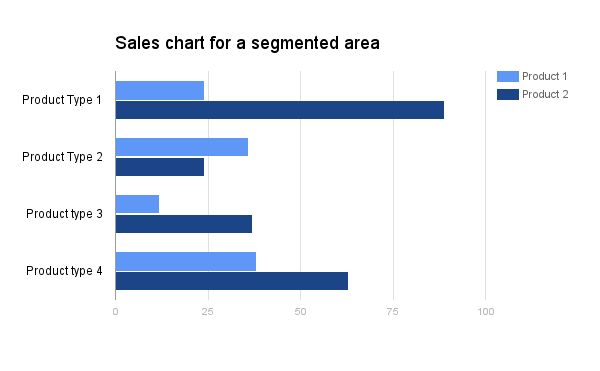 Sales chart for a segmented area
Product 1
Product 2
Product Type 1
Product Type 2
Product type 3
Product type 4
0 25 50 75 100